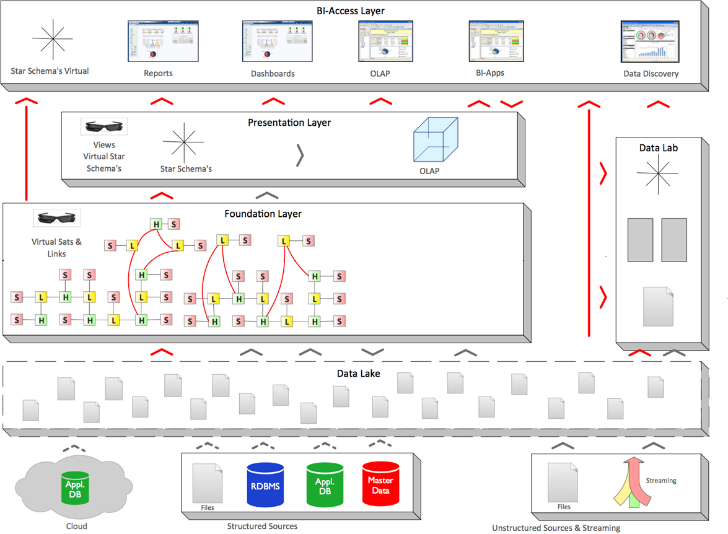 BI-Access Layer
Star Schema's Virtual
Reports
Dashboards
OLAP
BI-Apps
Data Discovery
Presentation Layer
Views
Virtual Star
Schema's
Star Schema's
OLAP
Data Lab
Foundation Layer
Virtual Sats &
Links
H S
S L L S
L S
L
S S
H
H
S
S S
S L H L S L S
S L H S
L S
S H S H L H S
S H S H L H S
Data Lake
Appl.
DB
Cloud
Files
RDBMS
Appl.
DB
Master
Data
Structured Sources
Files
Streaming
Unstructured Sources & Streaming